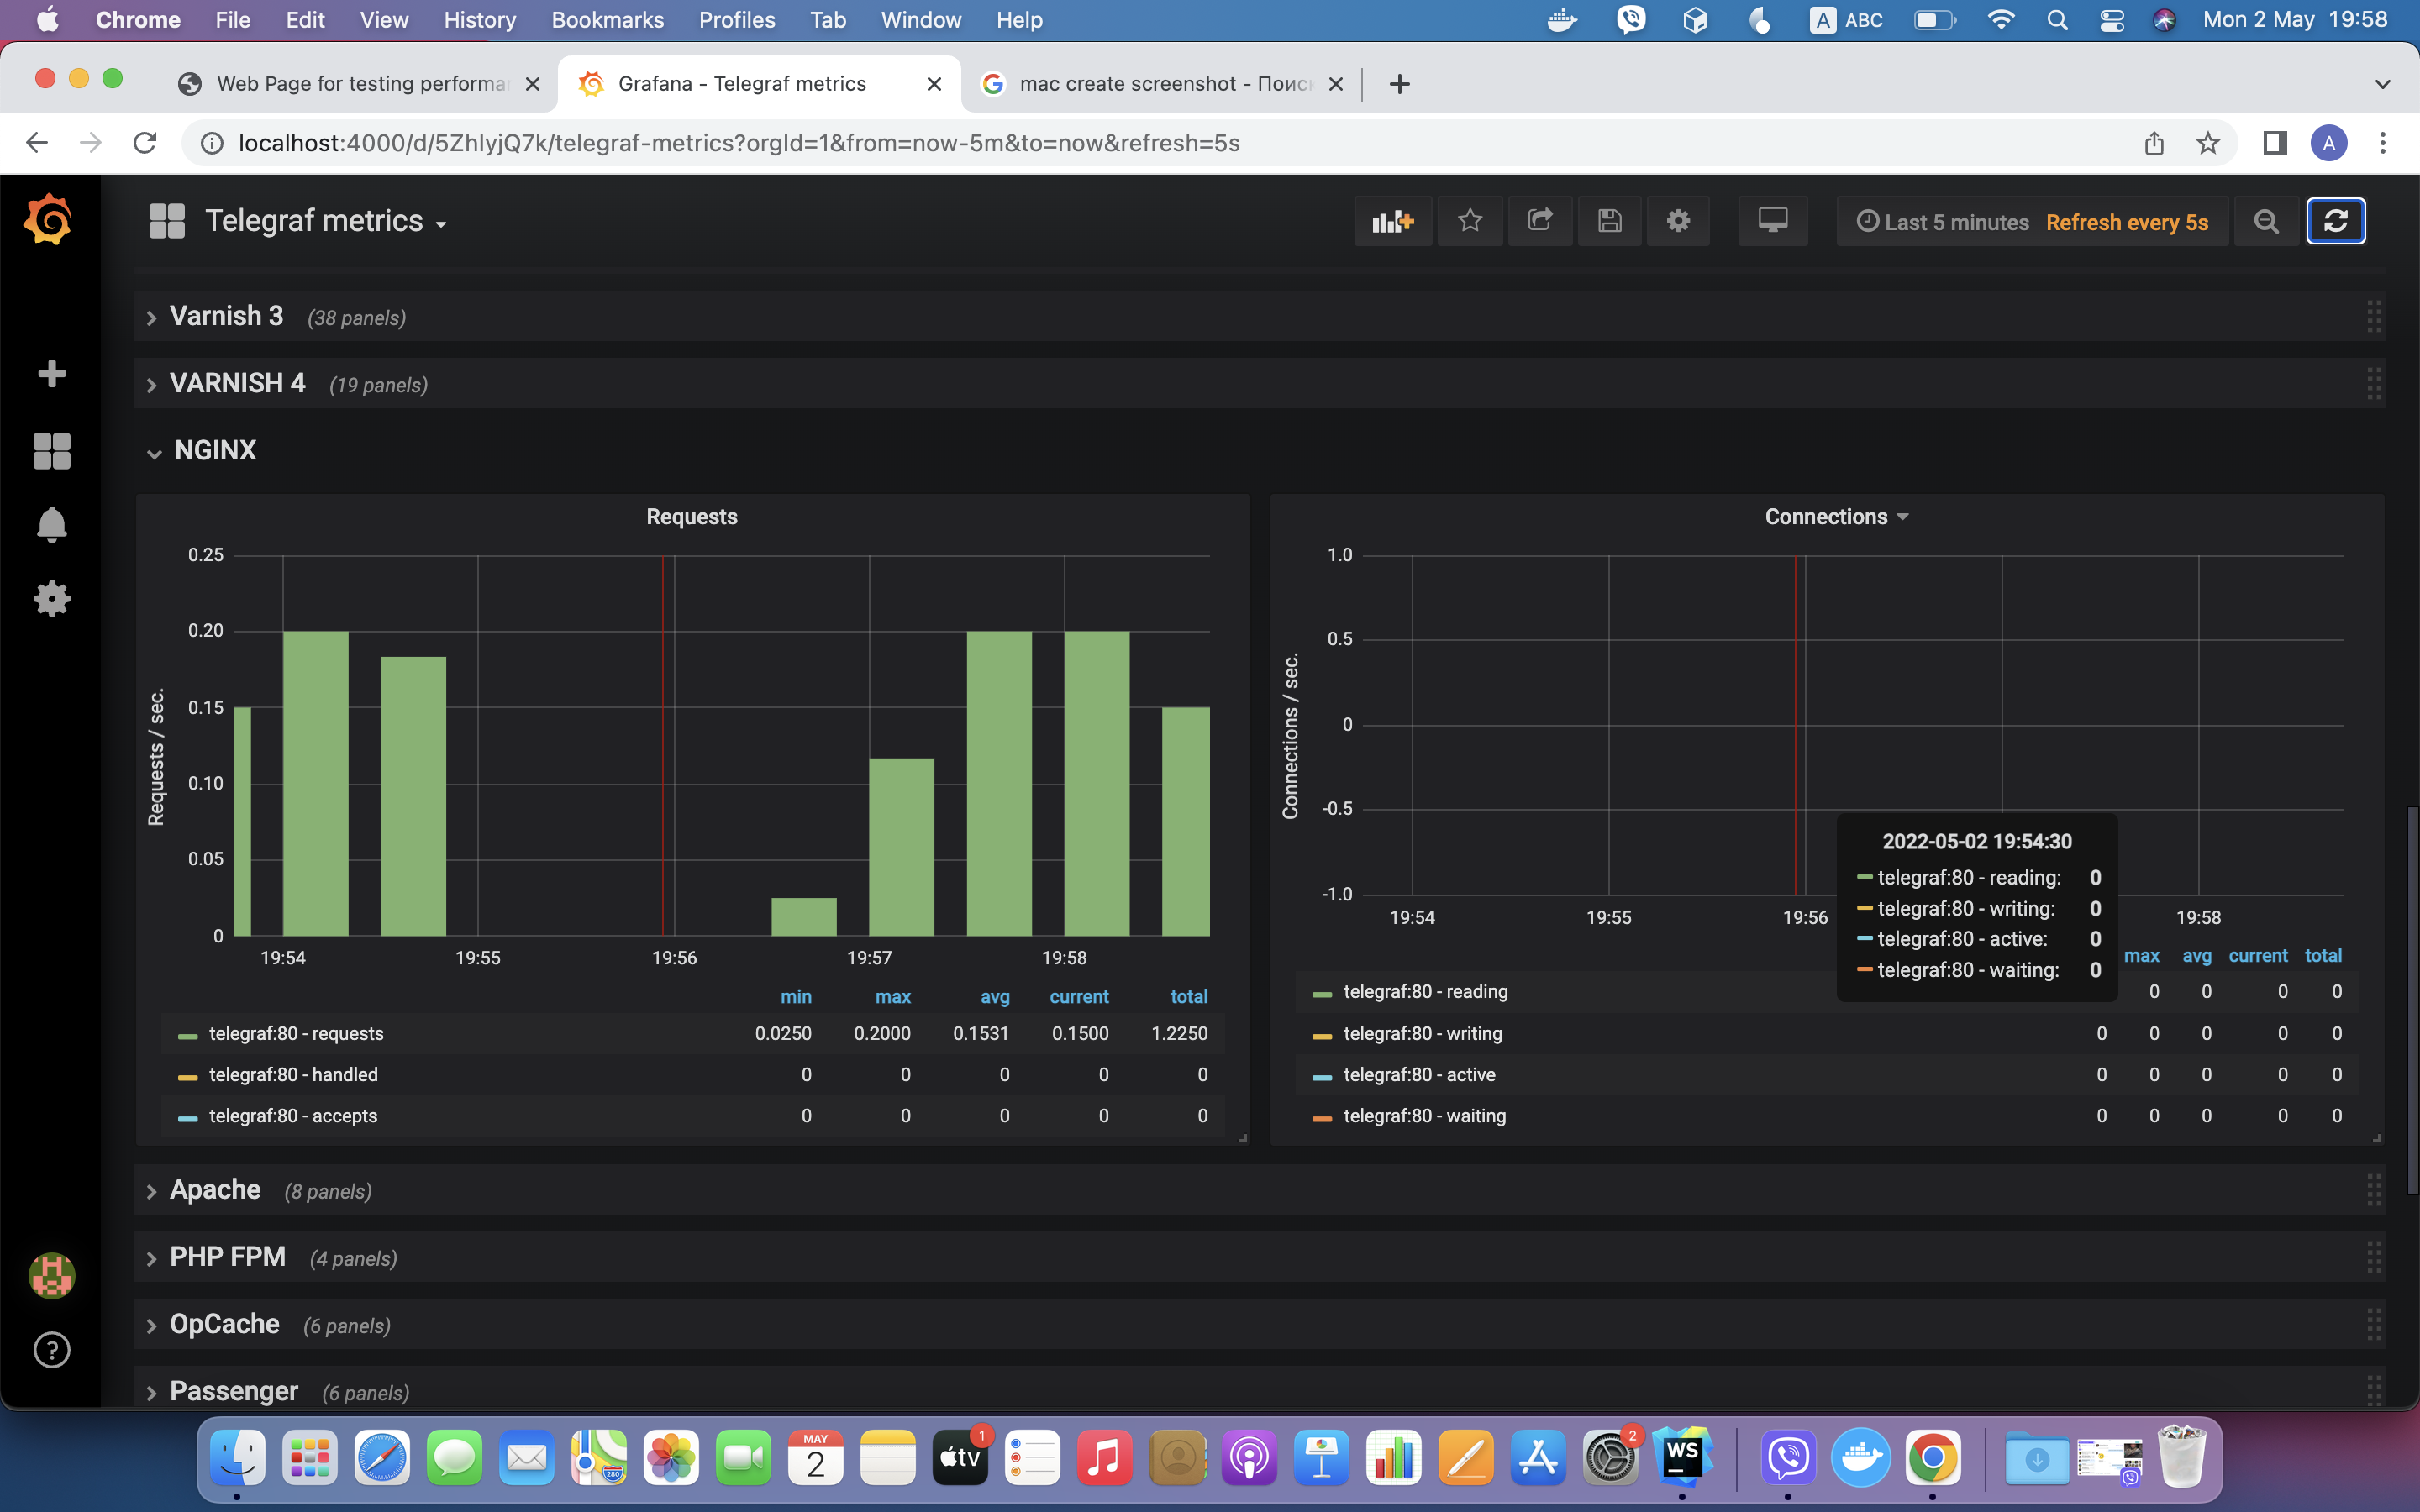 Chrome File Edit View History Bookmarks Profiles Tab Window Help A ABC Mon 2 May 19:58
Web Page for testing performa Grafana - Telegraf metrics mac create screenshot - Поиск
localhost:4000/d/5ZhIyjQ7k/telegraf-metrics?orgId=1&from=now-5m&to=now&refresh=5s A
Telegraf metrics Last 5 minutes Refresh every 5s
Varnish 3 (38 panels)
VARNISH 4 (19 panels)
NGINX
Requests
Requests / sec.
0.25
0.20
0.15
0.10
0.05
0
19:54 19:55 19:56 19:57 19:58
min max avg current total
telegraf:80 - requests 0.0250 0.2000 0.1531 0.1500 1.2250
telegraf:80 - handled 0 0 0 0 0
telegraf:80 - accepts 0 0 0 0 0
Connections
Connections / sec.
1.0
0.5
0
-0.5
-1.0
19:54 19:55 19:56 19:58
2022-05-02 19:54:30
telegraf:80 - reading: 0
telegraf:80 - writing: 0
telegraf:80 - active: 0
telegraf:80 - waiting: 0
max avg current total
telegraf:80 - reading 0 0 0 0
telegraf:80 - writing 0 0 0 0 0
telegraf:80 - active 0 0 0 0 0
telegraf:80 - waiting 0 0 0 0 0
Apache (8 panels)
PHP FPM (4 panels)
OpCache (6 panels)
Passenger (6 panels)
?
MAY
2
280
tv
1
2
WS